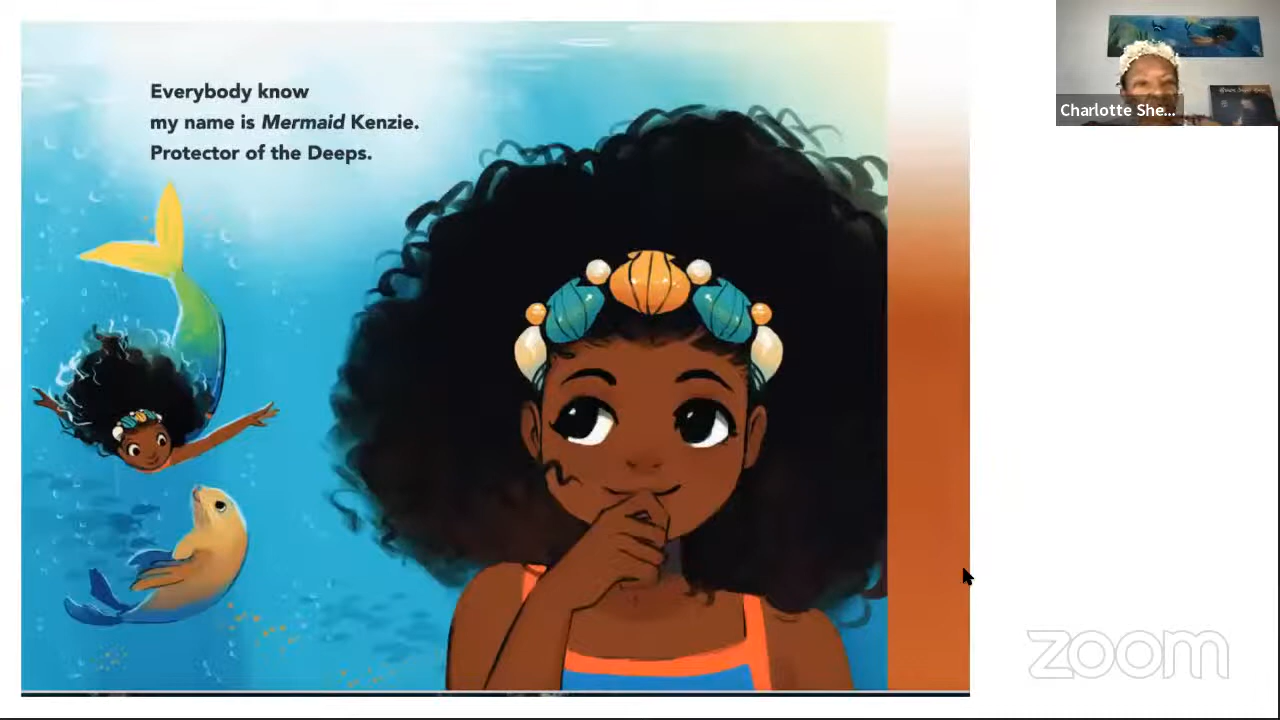 Everybody know
my name is Mermaid Kenzie.
Protector of the Deeps.
Charlotte She...
zoom